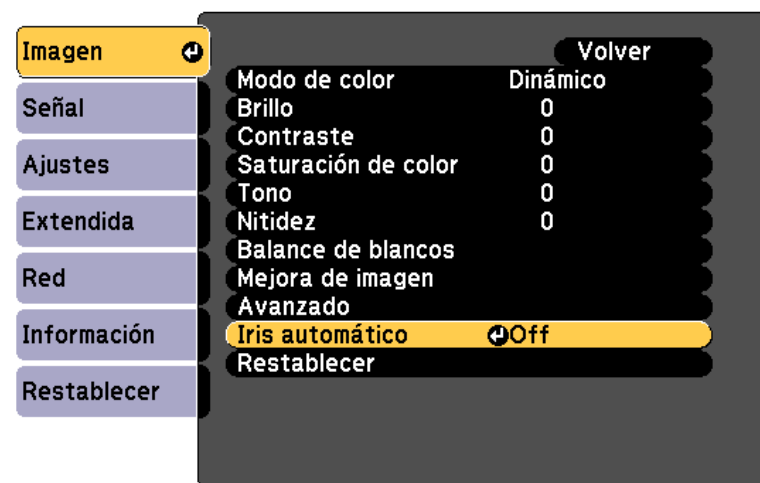 Imagen
Señal
Ajustes
Extendida
Red
Información
Restablecer
Volver
Modo de color Dinámico
Brillo 0
Contraste 0
Saturación de color 0
Tono 0
Nitidez 0
Balance de blancos
Mejora de imagen
Avanzado
Iris automático Off
Restablecer